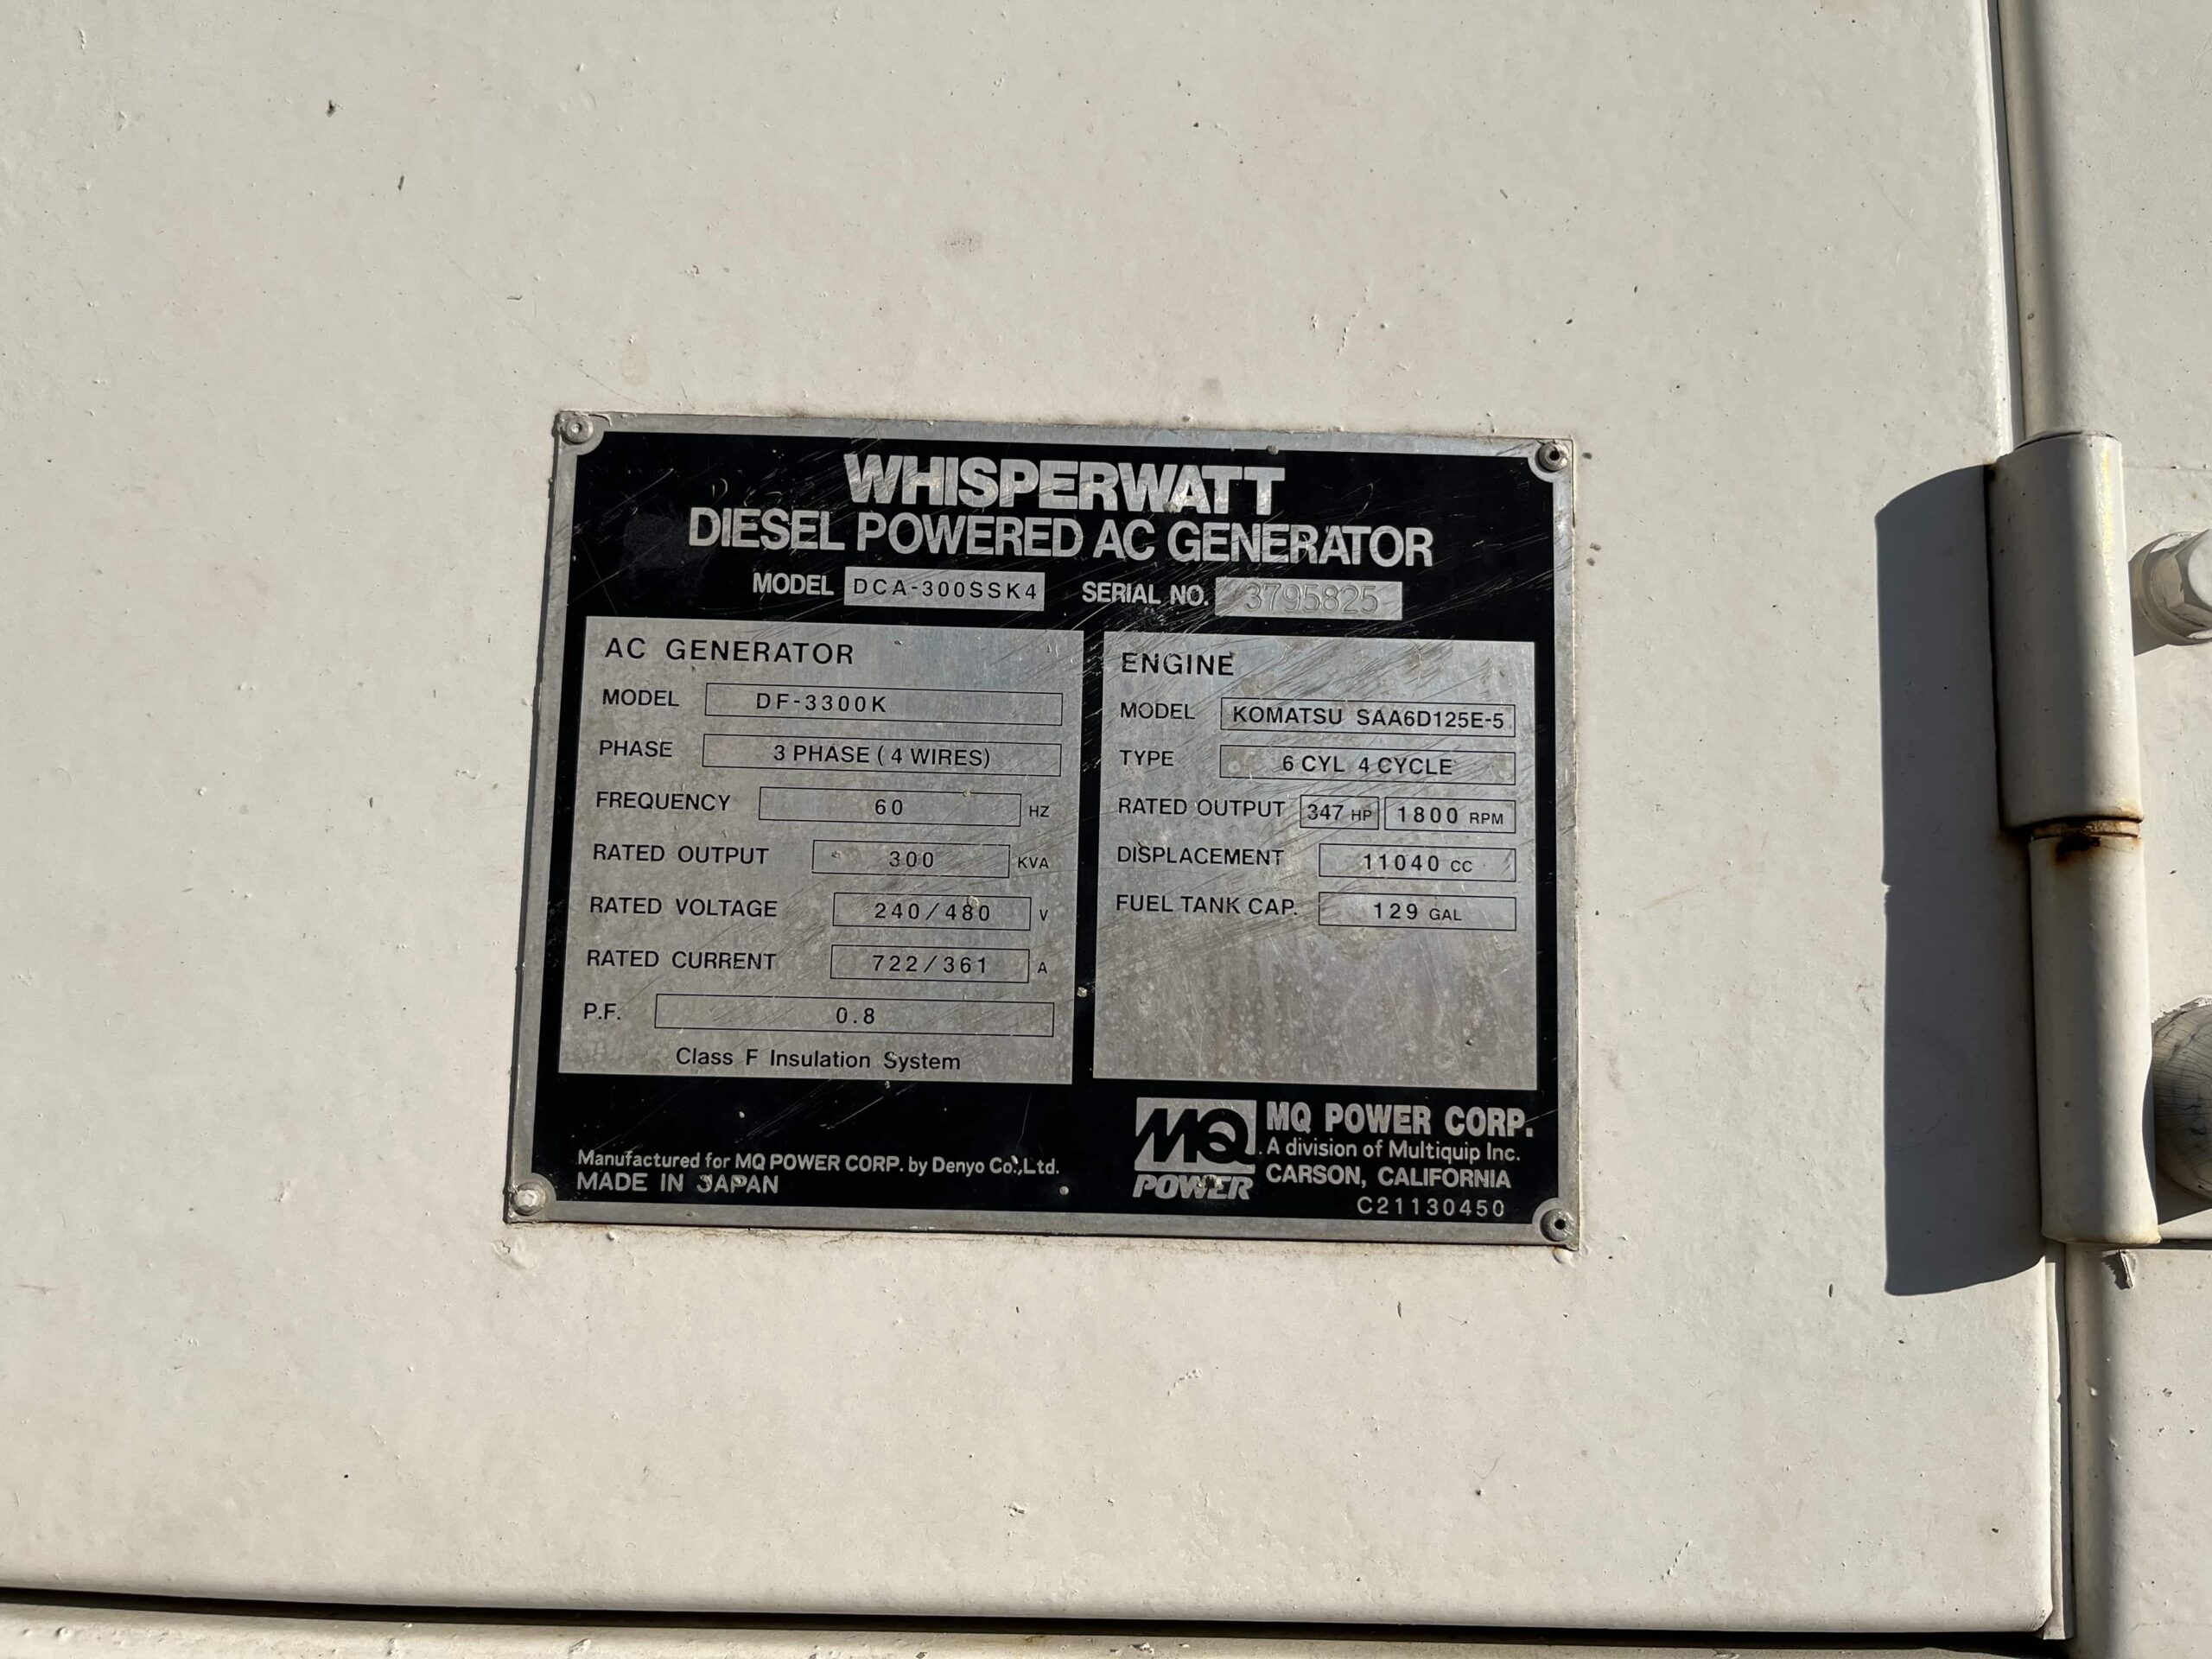 WHISPERWATT
DIESEL POWERED AC GENERATOR
MODEL DCA-300SSK4 SERIAL NO. 3795825
AC GENERATOR
MODEL DF-3300K
PHASE 3 PHASE (4 WIRES)
FREQUENCY 60 HZ
RATED OUTPUT 300 KVA
RATED VOLTAGE 240/480 V
RATED CURRENT 722/361 A
P.F. 0.8
Class F Insulation System
ENGINE
MODEL KOMATSU SAA6D125E-5
TYPE 6 CYL 4 CYCLE
RATED OUTPUT 347 HP 1800 RPM
DISPLACEMENT 11040 CC
FUEL TANK CAP. 129 GAL
Manufactured for MQ POWER CORP. by Denyo Co.,Ltd.
MADE IN JAPAN
MQ
POWER
MQ POWER CORP.
A division of Multiquip Inc.
CARSON, CALIFORNIA
C21130450